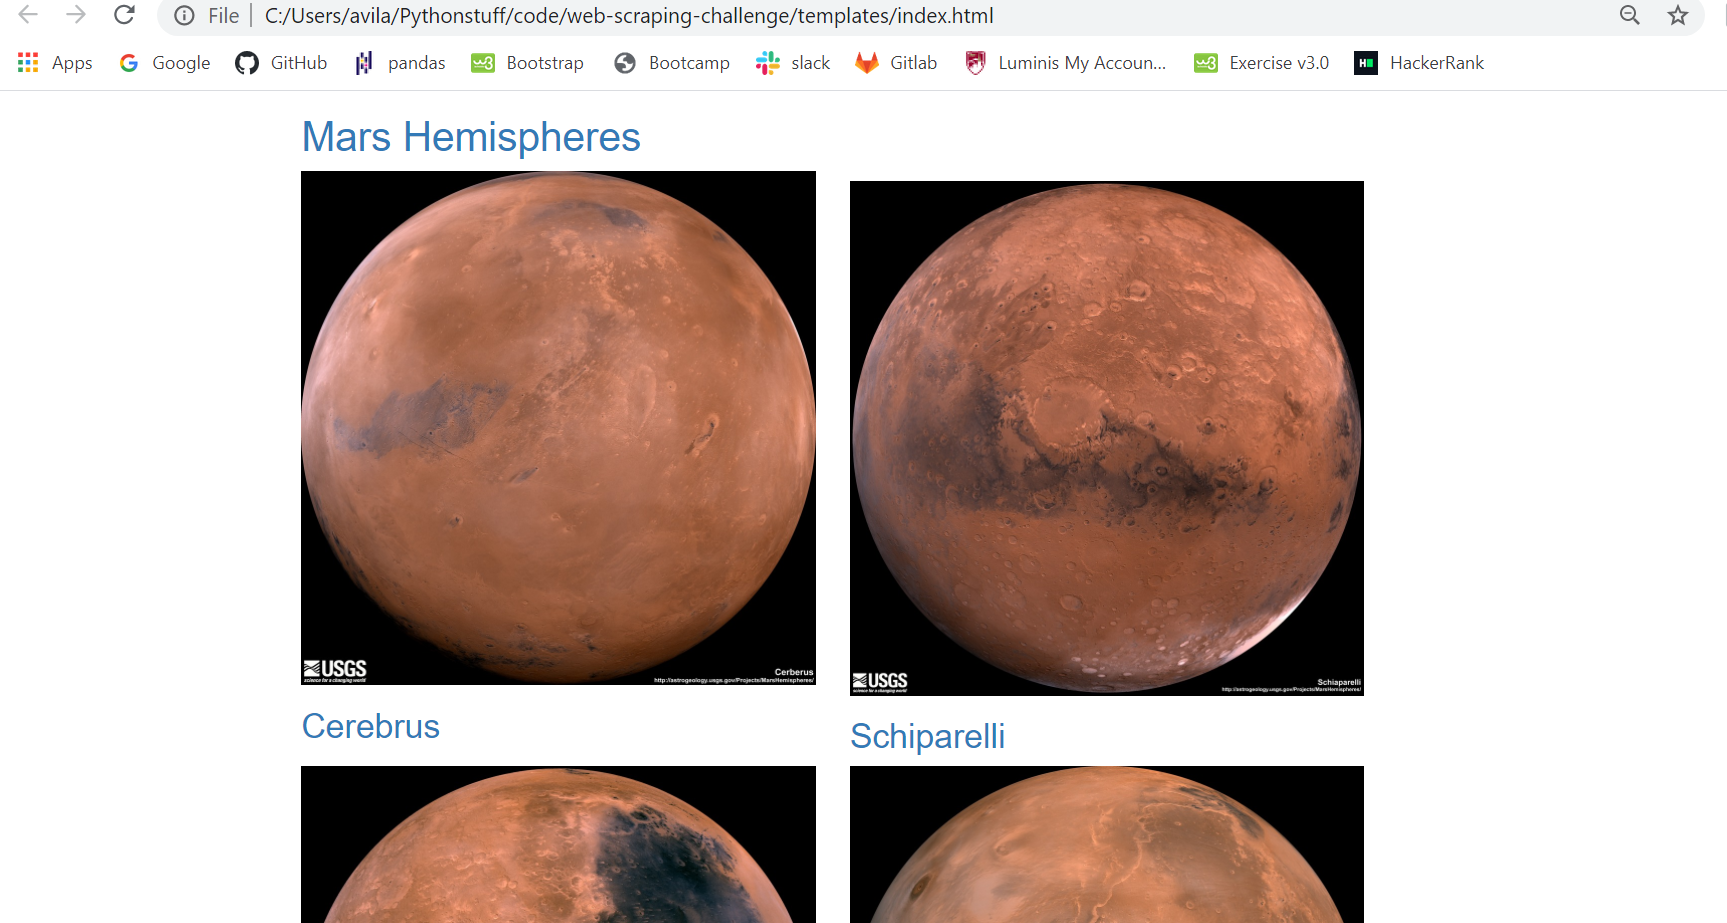 File C:/Users/avila/Pythonstuff/code/web-scraping-challenge/templates/index.html
Apps Google GitHub pandas Bootstrap Bootcamp slack Gitlab Luminis My Accoun... Exercise v3.0 HackerRank
Mars Hemispheres
USGS
science for a changing world
Cerberus
http://astrogeology.usgs.gov/Projects/MarsHemispheres/
USGS
science for a changing world
Schiaparelli
http://astrogeology.usgs.gov/Projects/MarsHemispheres/
Cerebrus
Schiparelli